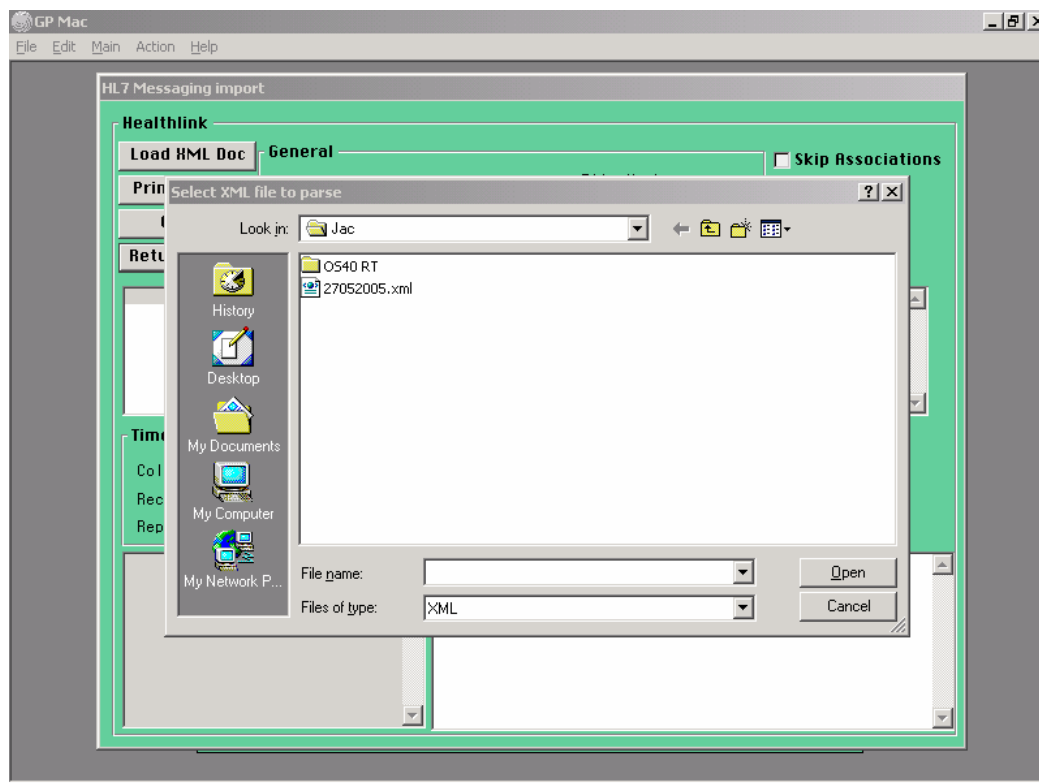 GP Mac
File Edit Main Action Help
HL7 Messaging import
Healthlink
Load XML Doc
General
Skip Associations
Select XML file to parse
Look in: Jac
O540 RT
27052005.xml
History
Desktop
My Documents
My Computer
My Network P...
File name:
Open
Files of type: XML
Cancel